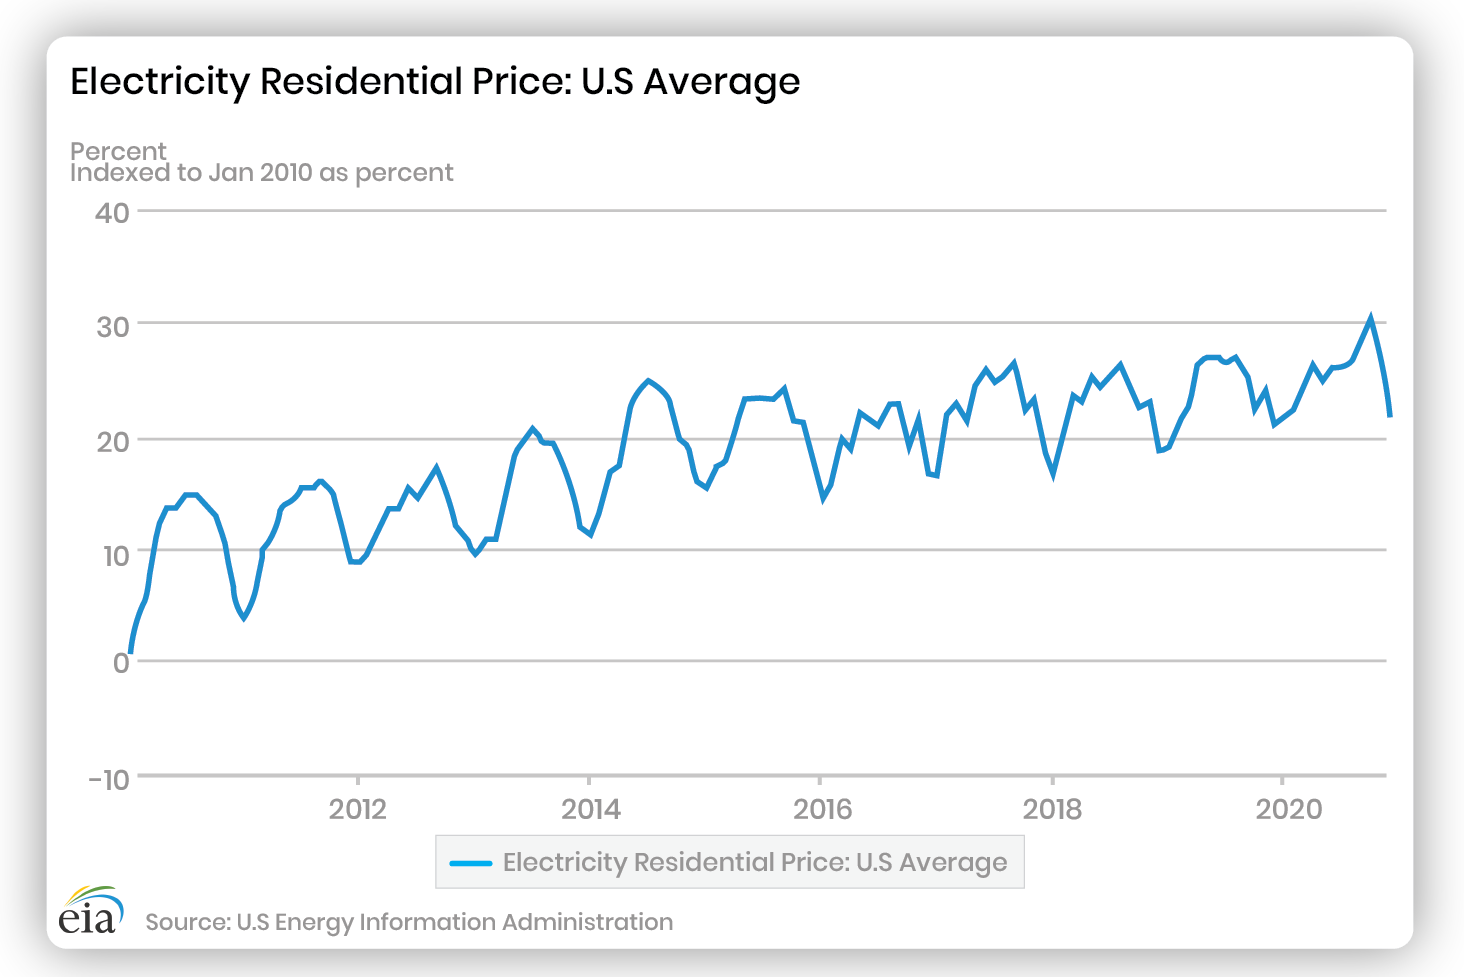 Electricity Residential Price: U.S Average
Percent
Indexed to Jan 2010 as percent
40
30
20
10
0
-10
2012 2014 2016 2018 2020
Electricity Residential Price: U.S Average
eia
Source: U.S Energy Information Administration